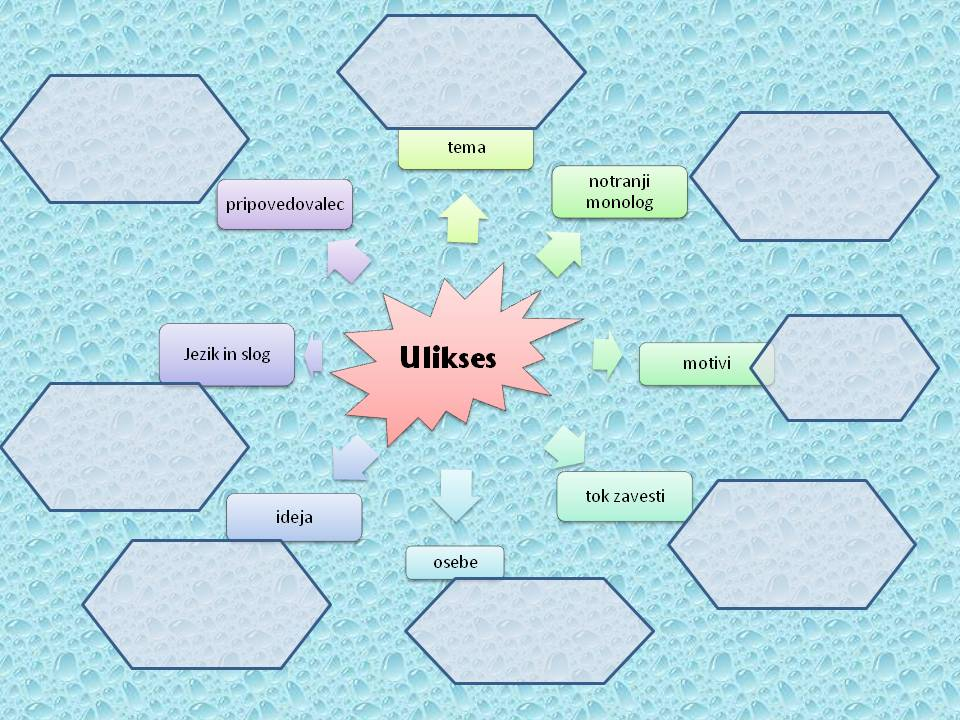 tema
notranji
monolog
pripovedovalec
Jezik in slog
Ulikses
motivi
tok zavesti
ideja
osebe